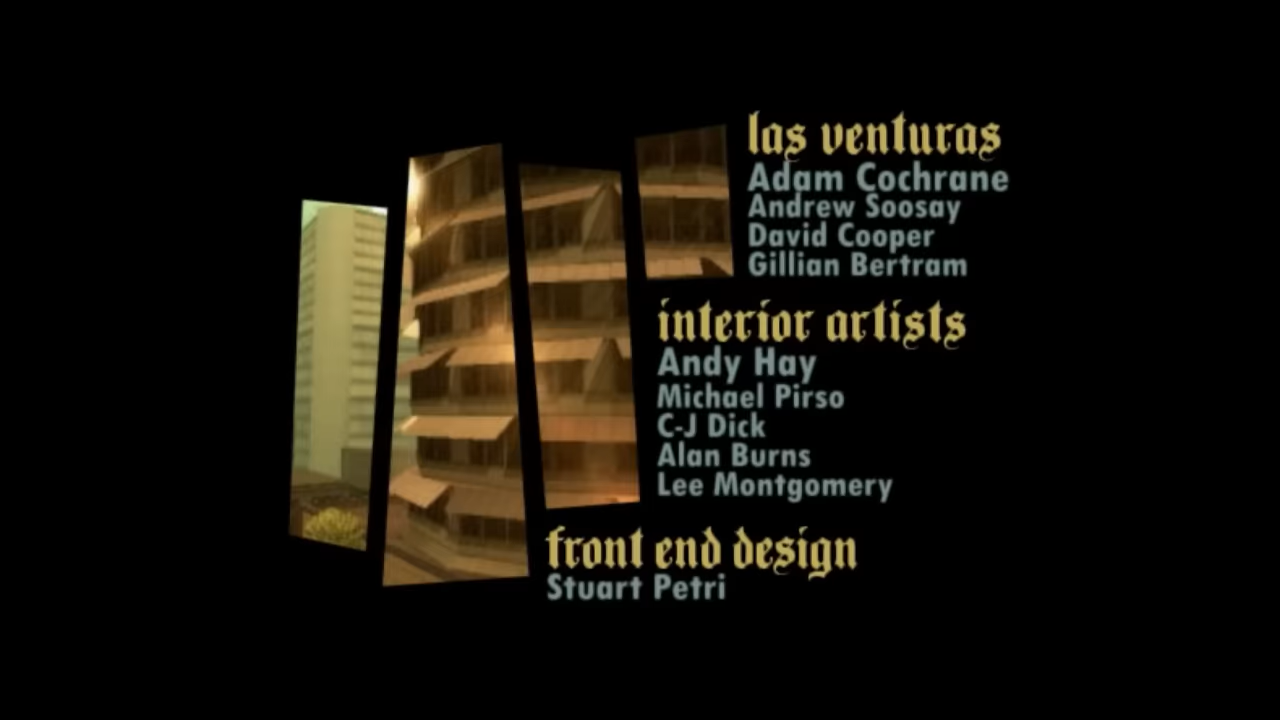 las venturas
Adam Cochrane
Andrew Soosay
David Cooper
Gillian Bertram
interior artists
Andy Hay
Michael Pirso
C-J Dick
Alan Burns
Lee Montgomery
front end design
Stuart Petri